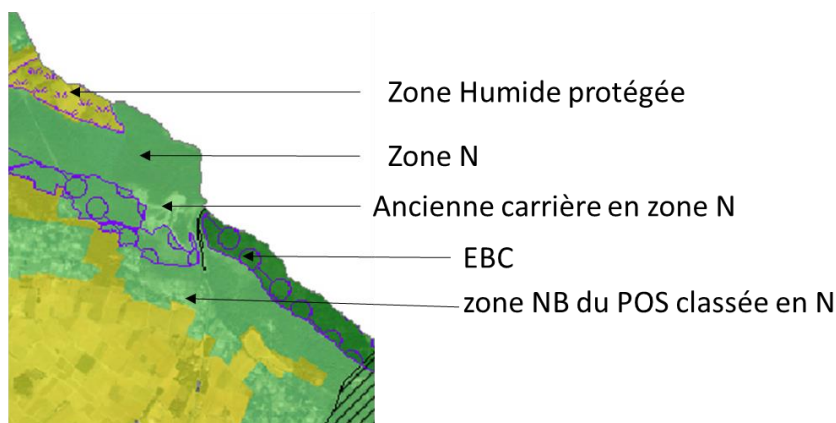 Zone Humide protégée
Zone N
Ancienne carrière en zone N
EBC
zone NB du POS classée en N